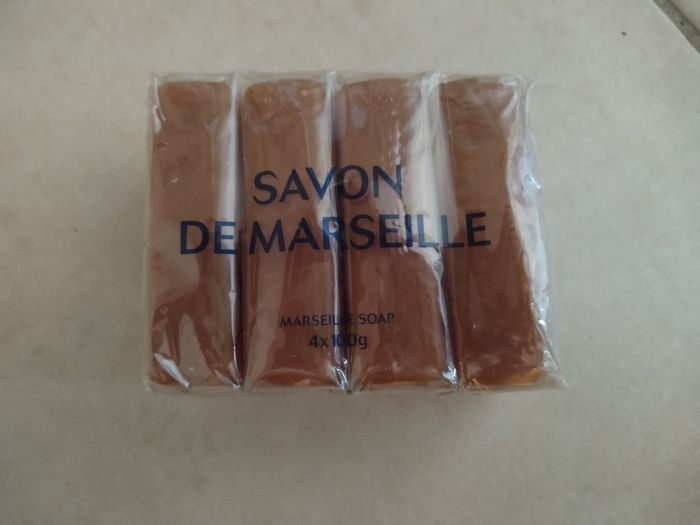 SAVON
DE MARSEILLE
MARSEILLE SOAP
4x100g